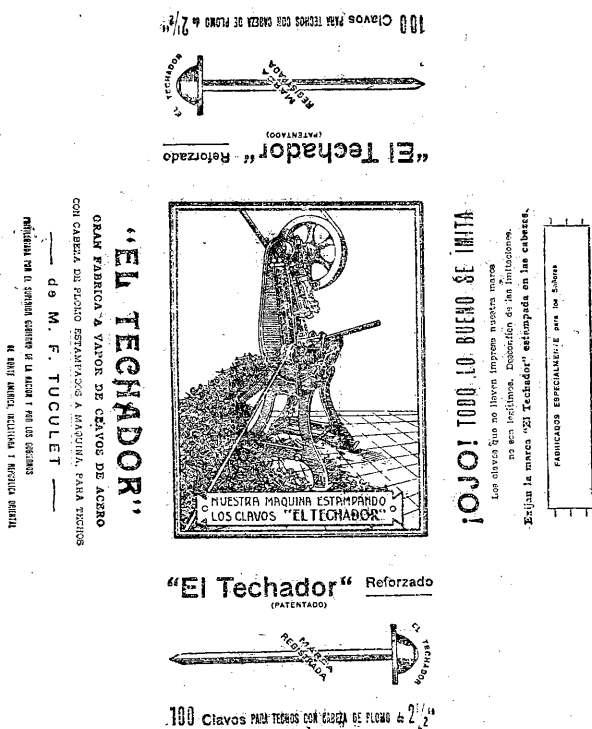 100 Clavos PARA TECHOS CON CABEZA DE PLOMO de 2 1/2"
EL TECHADOR
MARCA
REGISTRADA
(PATENTADO)
"El Techador" Reforzado
"EL TECHADOR"
GRAN FABRICA A VAPOR DE CLAVOS DE ACERO
CON CABEZA DE PLOMO ESTAMPADOS A MAQUINA, PARA TECHOS
de M. F. TUCULET
PRIVILEGIADA POR EL SUPERIOR GOBIERNO DE LA NACION Y POR LOS GOBIERNOS
DE NORTE AMERICA, INGLATERRA Y REPUBLICA ORIENTAL
NUESTRA MAQUINA ESTAMPANDO
LOS CLAVOS "EL TECHADOR"
¡OJO! TODO LO BUENO SE IMITA
Los clavos que no lleven impreso nuestra marca
no son legítimos. Desconfíen de las imitaciones.
Exijan la marca "El Techador" estampada en las cabezas.
FABRICADOS ESPECIALMENTE para los Señores
"El Techador" Reforzado
(PATENTADO)
MARCA
REGISTRADA
EL TECHADOR
100 Clavos PARA TECHOS CON CABEZA DE PLOMO de 2 1/2"